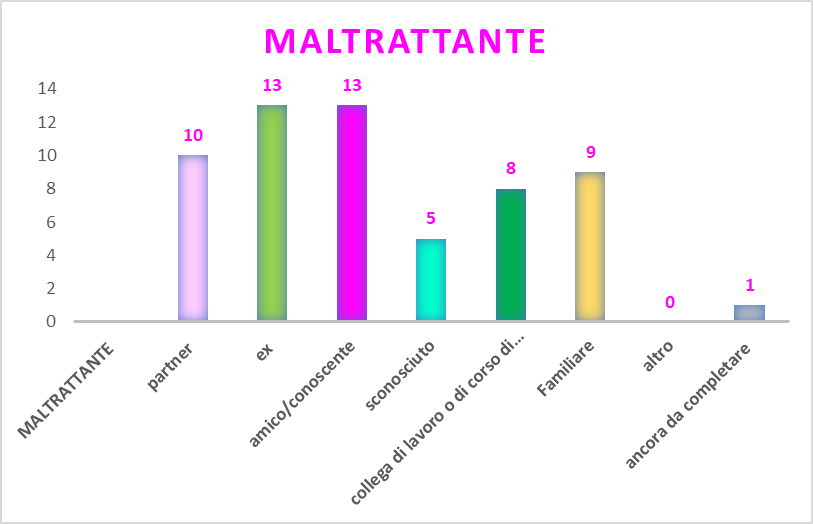 MALTRATTANTE
14
12
10
8
6
4
2
0
10
13
13
5
8
9
0
1
MALTRATTANTE
partner
ex
amico/conoscente
sconosciuto
collega di lavoro o di corso di...
Familiare
altro
ancora da completare